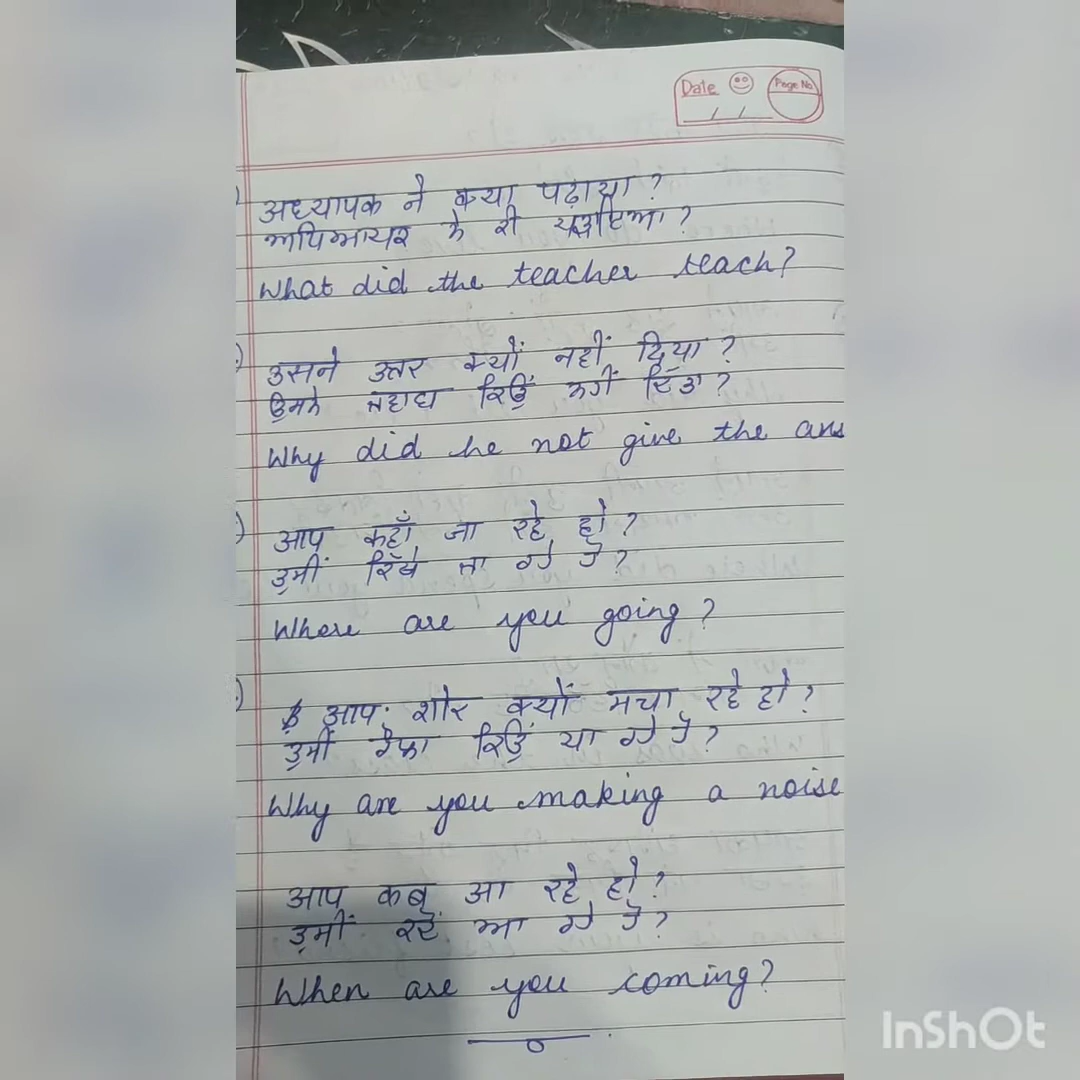 Date
Page No.
अध्यापक ने क्या पढ़ाया?
ਅਧਿਆਪਕ ਨੇ ਕੀ ਪੜ੍ਹਾਇਆ?
What did the teacher teach?
उसने उत्तर क्यों नहीं दिया?
ਉਸਨੇ ਜਵਾਬ ਕਿਉਂ ਨਹੀਂ ਦਿੱਤਾ?
Why did he not give the ans
आप कहाँ जा रहे हो?
ਤੁਸੀਂ ਕਿੱਥੇ ਜਾ ਰਹੇ ਹੋ?
Where are you going?
आप शोर क्यों मचा रहे हो?
ਤੁਸੀਂ ਰੌਲਾ ਕਿਉਂ ਪਾ ਰਹੇ ਹੋ?
Why are you making a noise
आप कब आ रहे हो?
ਤੁਸੀਂ ਕਦੋਂ ਆ ਰਹੇ ਹੋ?
When are you coming?
InShOt